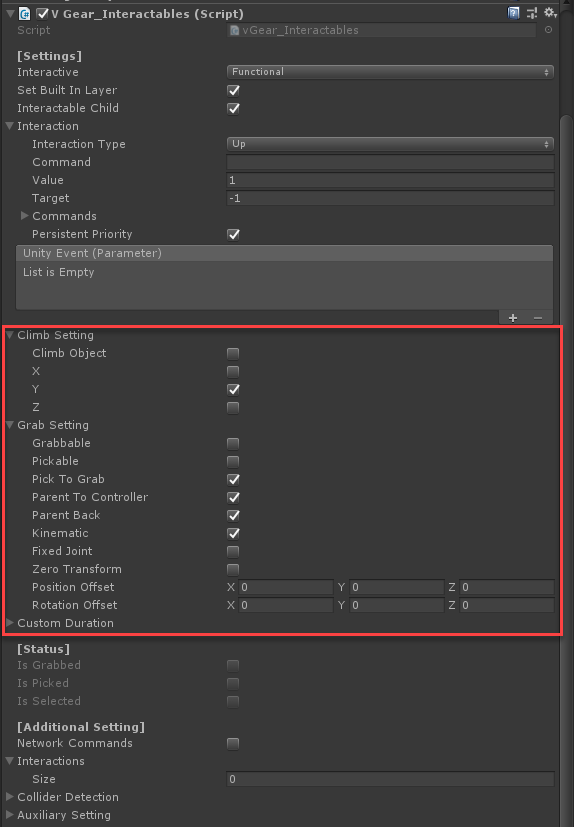 V Gear_Interactables (Script)
Script vGear_Interactables
[Settings]
Interactive Functional
Set Built In Layer
Interactable Child
Interaction
Interaction Type Up
Command
Value 1
Target -1
Commands
Persistent Priority
Unity Event (Parameter)
List is Empty
Climb Setting
Climb Object
X
Y
Z
Grab Setting
Grabbable
Pickable
Pick To Grab
Parent To Controller
Parent Back
Kinematic
Fixed Joint
Zero Transform
Position Offset X 0 Y 0 Z 0
Rotation Offset X 0 Y 0 Z 0
Custom Duration
[Status]
Is Grabbed
Is Picked
Is Selected
[Additional Setting]
Network Commands
Interactions
Size 0
Collider Detection
Auxiliary Setting